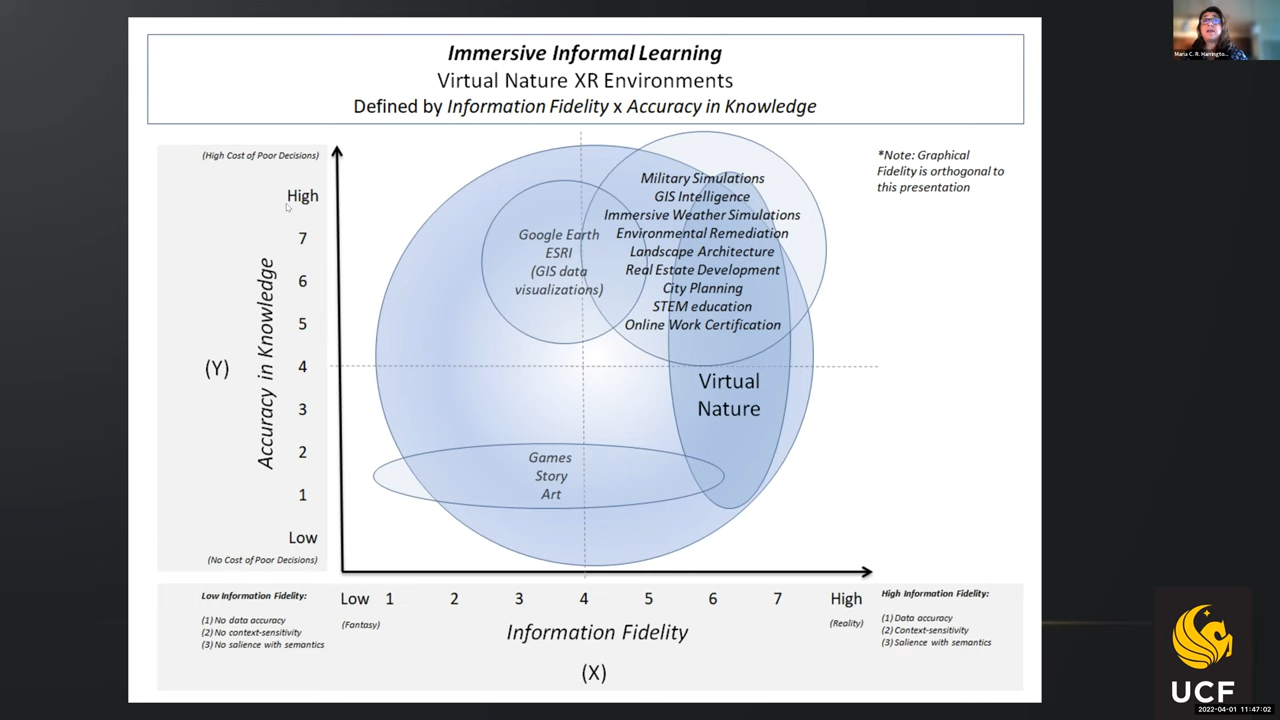 Immersive Informal Learning
Virtual Nature XR Environments
Defined by Information Fidelity x Accuracy in Knowledge
(High Cost of Poor Decisions)
High
7
6
5
4
3
2
1
Low
(No Cost of Poor Decisions)
(Y)
Accuracy in Knowledge
Google Earth
ESRI
(GIS data
visualizations)
Military Simulations
GIS Intelligence
Immersive Weather Simulations
Environmental Remediation
Landscape Architecture
Real Estate Development
City Planning
STEM education
Online Work Certification
Virtual
Nature
Games
Story
Art
*Note: Graphical
Fidelity is orthogonal to
this presentation
Low Information Fidelity:
(1) No data accuracy
(2) No context-sensitivity
(3) No salience with semantics
Low 1 2 3 4 5 6 7 High
(Fantasy) (Reality)
Information Fidelity
(X)
High Information Fidelity:
(1) Data accuracy
(2) Context-sensitivity
(3) Salience with semantics
Maria C. R. Harrington...
UCF
2022-04-01 11:47:02